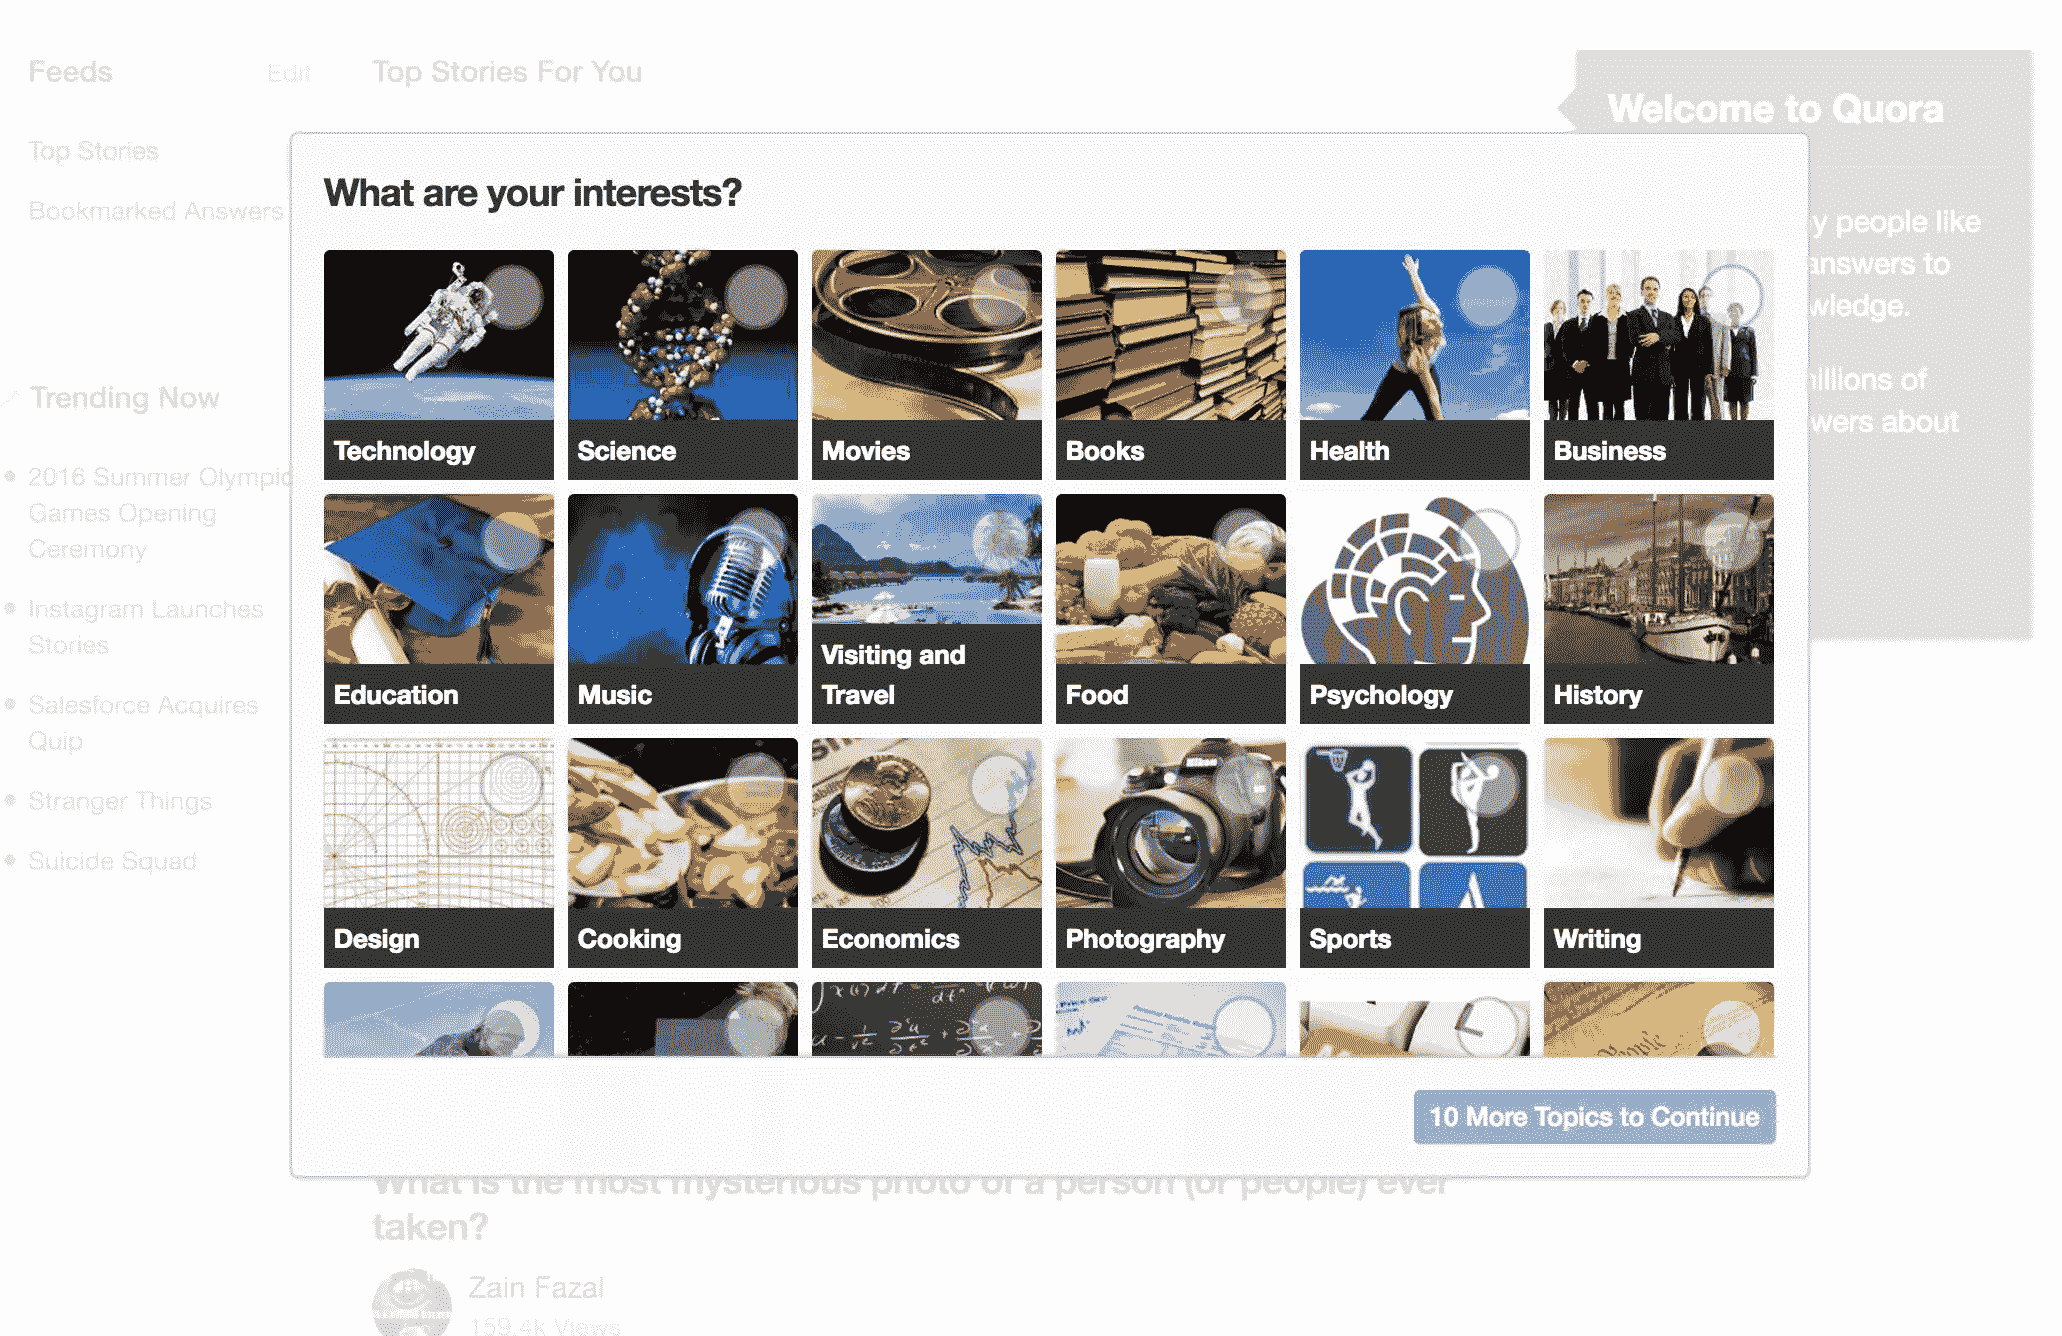 Feeds
Edit
Top Stories For You
Top Stories
Bookmarked Answers
Trending Now
2016 Summer Olympic
Games Opening
Ceremony
Instagram Launches
Stories
Salesforce Acquires
Quip
Stranger Things
Suicide Squad
Welcome to Quora
y people like
answers to
wledge.
illions of
wers about
What are your interests?
Technology
Science
Movies
Books
Health
Business
Education
Music
Visiting and
Travel
Food
Psychology
History
Design
Cooking
Economics
Photography
Sports
Writing
People
10 More Topics to Continue
What is the most mysterious photo of a person (or people) ever
taken?
Zain Fazal
159.4k Views